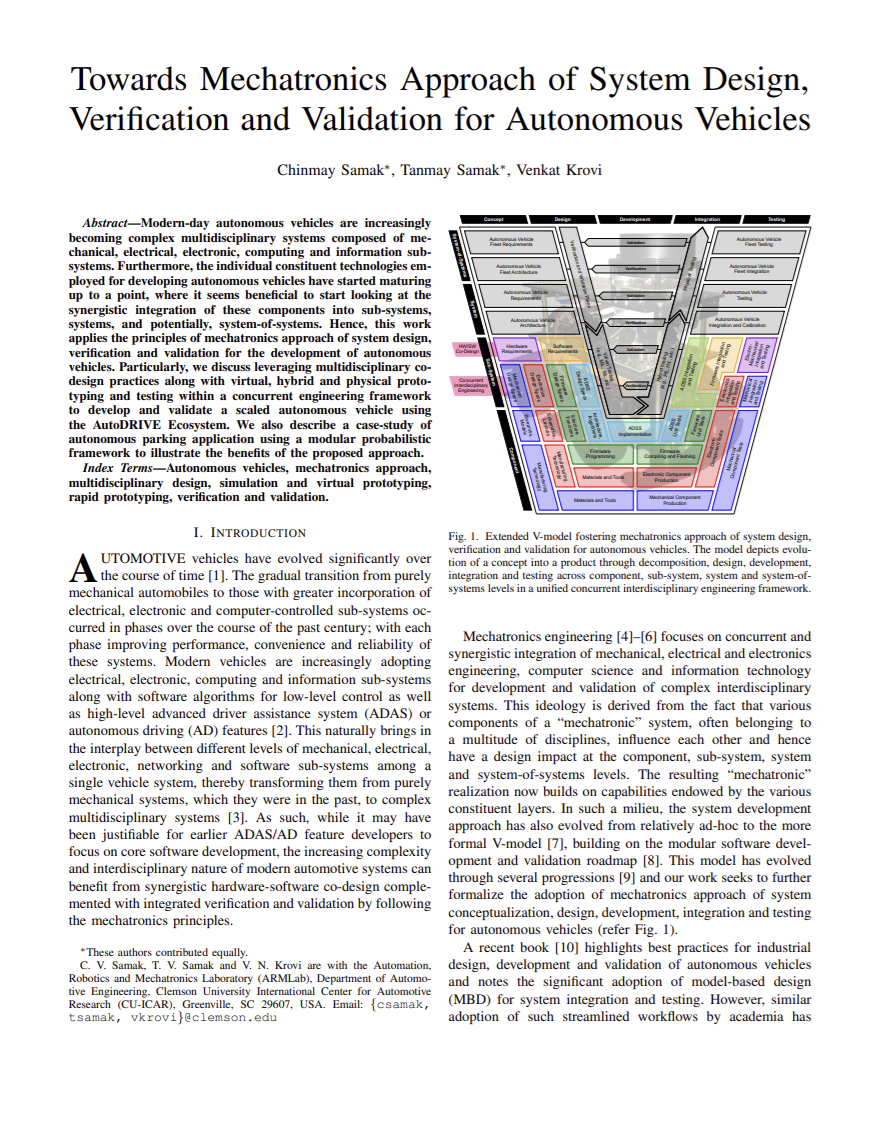 Towards Mechatronics Approach of System Design,
Verification and Validation for Autonomous Vehicles
Chinmay Samak*, Tanmay Samak*, Venkat Krovi
Abstract—Modern-day autonomous vehicles are increasingly
becoming complex multidisciplinary systems composed of me-
chanical, electrical, electronic, computing and information sub-
systems. Furthermore, the individual constituent technologies em-
ployed for developing autonomous vehicles have started maturing
up to a point, where it seems beneficial to start looking at the
synergistic integration of these components into sub-systems,
systems, and potentially, system-of-systems. Hence, this work
applies the principles of mechatronics approach of system design,
verification and validation for the development of autonomous
vehicles. Particularly, we discuss leveraging multidisciplinary co-
design practices along with virtual, hybrid and physical proto-
typing and testing within a concurrent engineering framework
to develop and validate a scaled autonomous vehicle using
the AutoDRIVE Ecosystem. We also describe a case-study of
autonomous parking application using a modular probabilistic
framework to illustrate the benefits of the proposed approach.
Index Terms—Autonomous vehicles, mechatronics approach,
multidisciplinary design, simulation and virtual prototyping,
rapid prototyping, verification and validation.
I. INTRODUCTION
AUTOMOTIVE vehicles have evolved significantly over
the course of time [1]. The gradual transition from purely
mechanical automobiles to those with greater incorporation of
electrical, electronic and computer-controlled sub-systems oc-
curred in phases over the course of the past century; with each
phase improving performance, convenience and reliability of
these systems. Modern vehicles are increasingly adopting
electrical, electronic, computing and information sub-systems
along with software algorithms for low-level control as well
as high-level advanced driver assistance system (ADAS) or
autonomous driving (AD) features [2]. This naturally brings in
the interplay between different levels of mechanical, electrical,
electronic, networking and software sub-systems among a
single vehicle system, thereby transforming them from purely
mechanical systems, which they were in the past, to complex
multidisciplinary systems [3]. As such, while it may have
been justifiable for earlier ADAS/AD feature developers to
focus on core software development, the increasing complexity
and interdisciplinary nature of modern automotive systems can
benefit from synergistic hardware-software co-design comple-
mented with integrated verification and validation by following
the mechatronics principles.
*These authors contributed equally.
C. V. Samak, T. V. Samak and V. N. Krovi are with the Automation,
Robotics and Mechatronics Laboratory (ARMLab), Department of Automo-
tive Engineering, Clemson University International Center for Automotive
Research (CU-ICAR), Greenville, SC 29607, USA. Email: {csamak,
tsamak, vkrovi}@clemson.edu
Concept Design Development Integration Testing
Autonomous Vehicle
Fleet Requirements
Validation
Autonomous Vehicle
Fleet Testing
Autonomous Vehicle
Fleet Architecture
Verification
Autonomous Vehicle
Fleet Integration
Autonomous Vehicle
Requirements
Validation
Autonomous Vehicle
Testing
Autonomous Vehicle
Architecture
Verification
Autonomous Vehicle
Integration and Calibration
HW/SW
Co-Design
Hardware
Requirements
Software
Requirements
Validation
Concurrent
Interdisciplinary
Engineering
ADSS
Implementation
Firmware
Programming
Firmware
Compiling and Flashing
Materials and Tools
Electronic Component
Production
Materials and Tools
Mechanical Component
Production
Fig. 1. Extended V-model fostering mechatronics approach of system design,
verification and validation for autonomous vehicles. The model depicts evolu-
tion of a concept into a product through decomposition, design, development,
integration and testing across component, sub-system, system and system-of-
systems levels in a unified concurrent interdisciplinary engineering framework.
Mechatronics engineering [4]–[6] focuses on concurrent and
synergistic integration of mechanical, electrical and electronics
engineering, computer science and information technology
for development and validation of complex interdisciplinary
systems. This ideology is derived from the fact that various
components of a “mechatronic” system, often belonging to
a multitude of disciplines, influence each other and hence
have a design impact at the component, sub-system, system
and system-of-systems levels. The resulting “mechatronic”
realization now builds on capabilities endowed by the various
constituent layers. In such a milieu, the system development
approach has also evolved from relatively ad-hoc to the more
formal V-model [7], building on the modular software devel-
opment and validation roadmap [8]. This model has evolved
through several progressions [9] and our work seeks to further
formalize the adoption of mechatronics approach of system
conceptualization, design, development, integration and testing
for autonomous vehicles (refer Fig. 1).
A recent book [10] highlights best practices for industrial
design, development and validation of autonomous vehicles
and notes the significant adoption of model-based design
(MBD) for system integration and testing. However, similar
adoption of such streamlined workflows by academia has